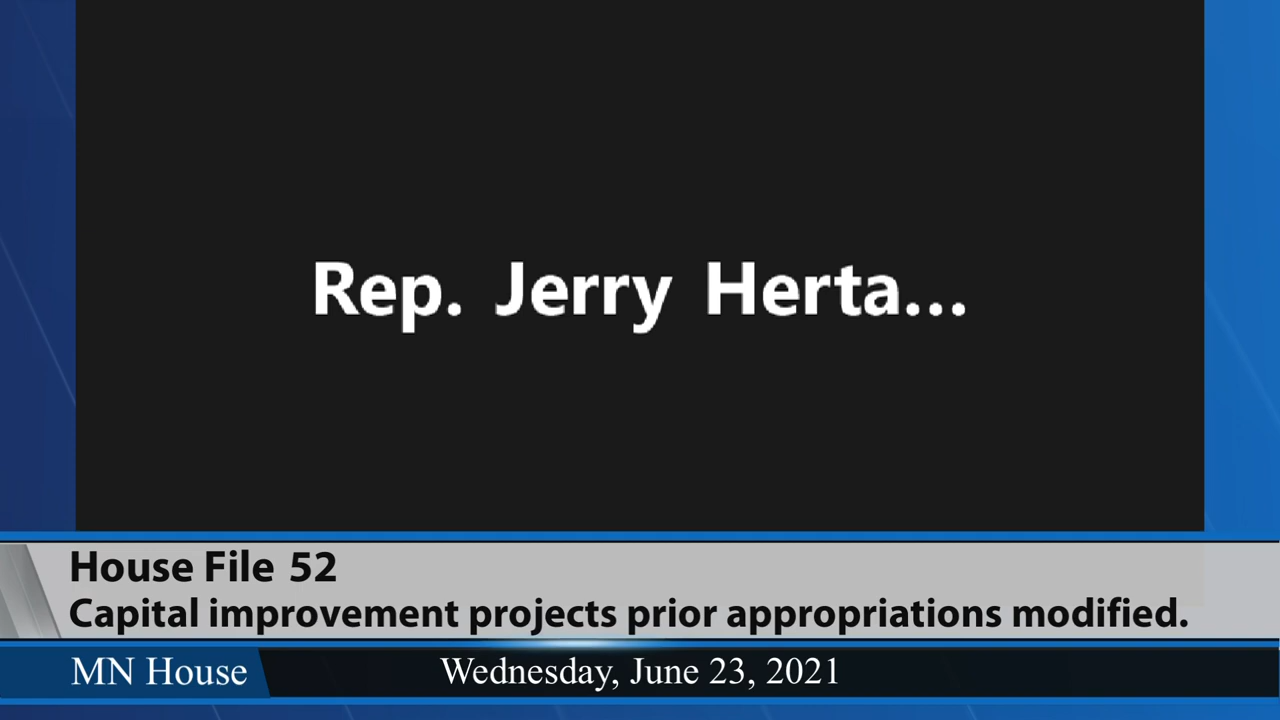 Rep. Jerry Herta...
House File 52
Capital improvement projects prior appropriations modified.
MN House
Wednesday, June 23, 2021